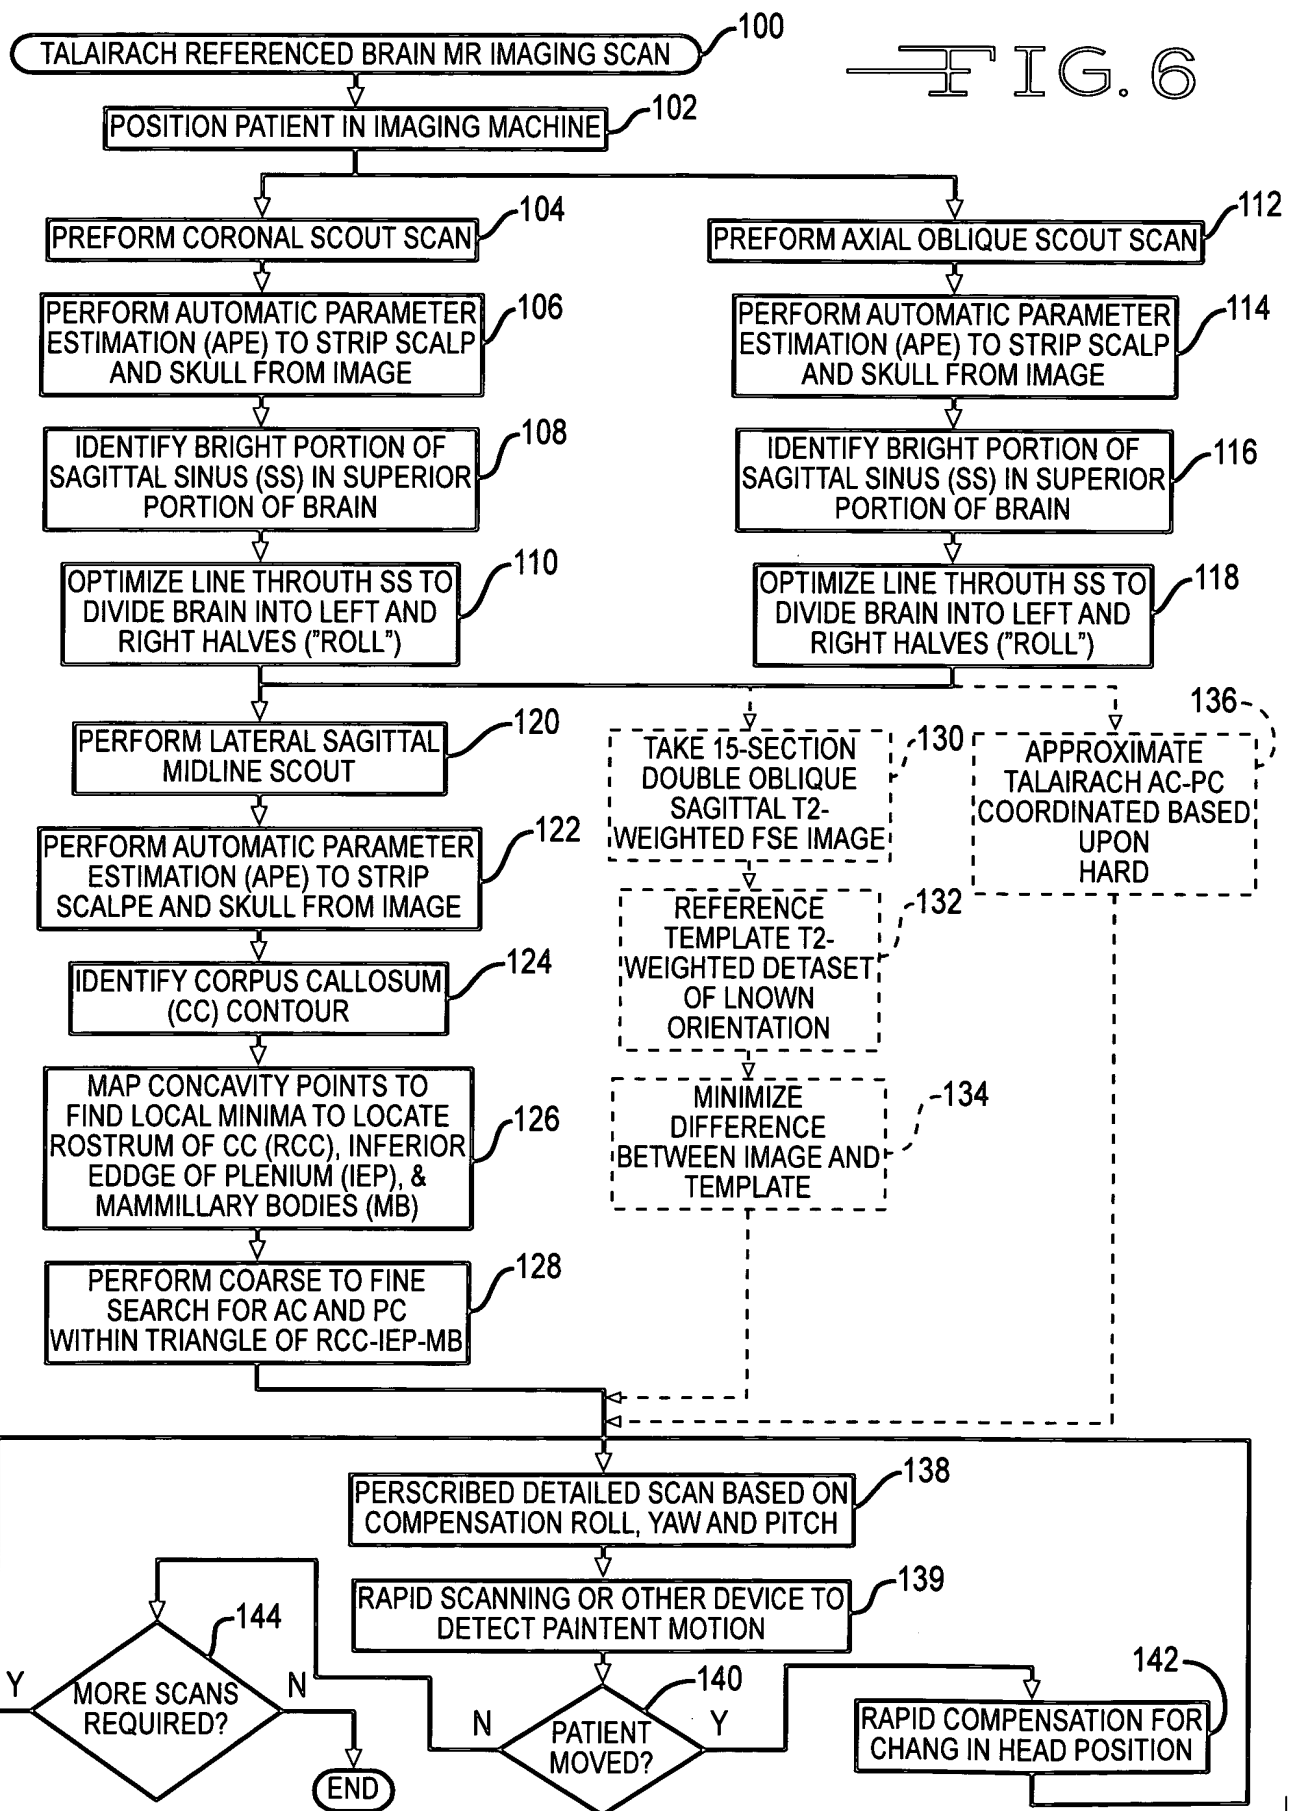 100
TALAIRACH REFERENCED BRAIN MR IMAGING SCAN
FIG. 6
102
POSITION PATIENT IN IMAGING MACHINE
104
PREFORM CORONAL SCOUT SCAN
106
PERFORM AUTOMATIC PARAMETER
ESTIMATION (APE) TO STRIP SCALP
AND SKULL FROM IMAGE
108
IDENTIFY BRIGHT PORTION OF
SAGITTAL SINUS (SS) IN SUPERIOR
PORTION OF BRAIN
110
OPTIMIZE LINE THROUTH SS TO
DIVIDE BRAIN INTO LEFT AND
RIGHT HALVES ("ROLL")
112
PREFORM AXIAL OBLIQUE SCOUT SCAN
114
PERFORM AUTOMATIC PARAMETER
ESTIMATION (APE) TO STRIP SCALP
AND SKULL FROM IMAGE
116
IDENTIFY BRIGHT PORTION OF
SAGITTAL SINUS (SS) IN SUPERIOR
PORTION OF BRAIN
118
OPTIMIZE LINE THROUTH SS TO
DIVIDE BRAIN INTO LEFT AND
RIGHT HALVES ("ROLL")
120
PERFORM LATERAL SAGITTAL
MIDLINE SCOUT
122
PERFORM AUTOMATIC PARAMETER
ESTIMATION (APE) TO STRIP
SCALPE AND SKULL FROM IMAGE
124
IDENTIFY CORPUS CALLOSUM
(CC) CONTOUR
126
MAP CONCAVITY POINTS TO
FIND LOCAL MINIMA TO LOCATE
ROSTRUM OF CC (RCC), INFERIOR
EDDGE OF PLENIUM (IEP), &
MAMMILLARY BODIES (MB)
128
PERFORM COARSE TO FINE
SEARCH FOR AC AND PC
WITHIN TRIANGLE OF RCC-IEP-MB
130
TAKE 15-SECTION
DOUBLE OBLIQUE
SAGITTAL T2-
WEIGHTED FSE IMAGE
132
REFERENCE
TEMPLATE T2-
WEIGHTED DETASET
OF LNOWN
ORIENTATION
134
MINIMIZE
DIFFERENCE
BETWEEN IMAGE AND
TEMPLATE
136
APPROXIMATE
TALAIRACH AC-PC
COORDINATED BASED
UPON
HARD
138
PERSCRIBED DETAILED SCAN BASED ON
COMPENSATION ROLL, YAW AND PITCH
139
RAPID SCANNING OR OTHER DEVICE TO
DETECT PAINTENT MOTION
140
PATIENT
MOVED?
N
Y
142
RAPID COMPENSATION FOR
CHANG IN HEAD POSITION
144
MORE SCANS
REQUIRED?
Y
N
END